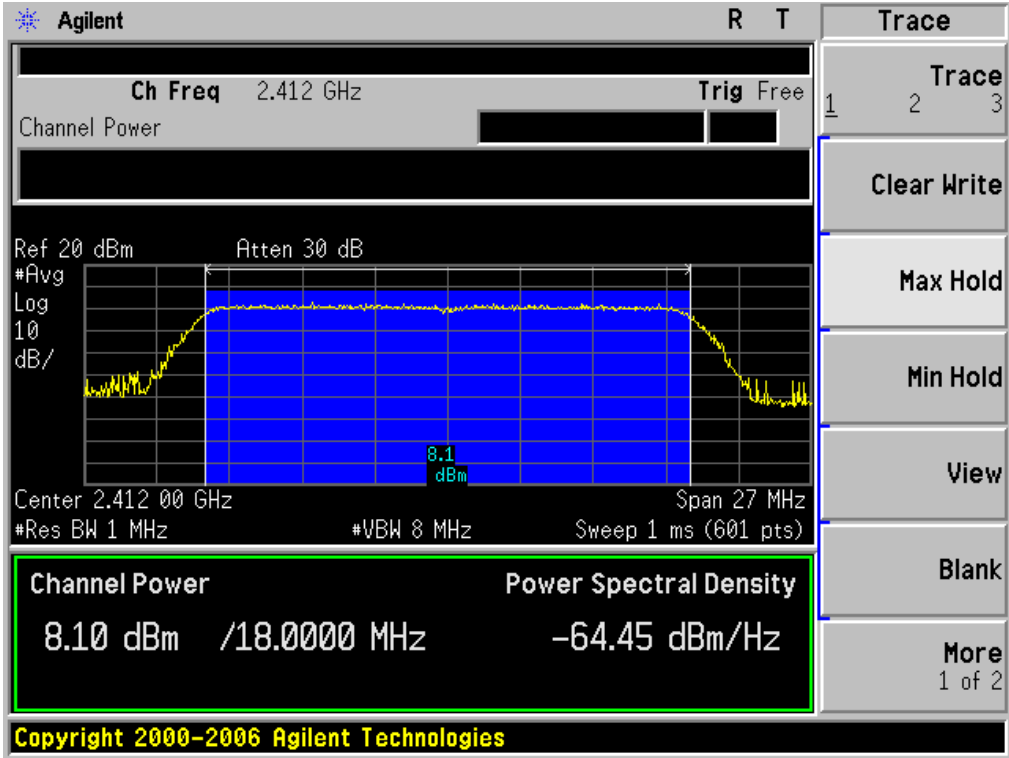 Agilent R T Trace
Ch Freq 2.412 GHz Trig Free
Channel Power
Trace
1 2 3
Clear Write
Ref 20 dBm Atten 30 dB
#Avg
Log
10
dB/
Max Hold
Min Hold
8.1
dBm
View
Center 2.412 00 GHz Span 27 MHz
#Res BW 1 MHz #VBW 8 MHz Sweep 1 ms (601 pts)
Blank
Channel Power Power Spectral Density
8.10 dBm /18.0000 MHz -64.45 dBm/Hz
More
1 of 2
Copyright 2000-2006 Agilent Technologies